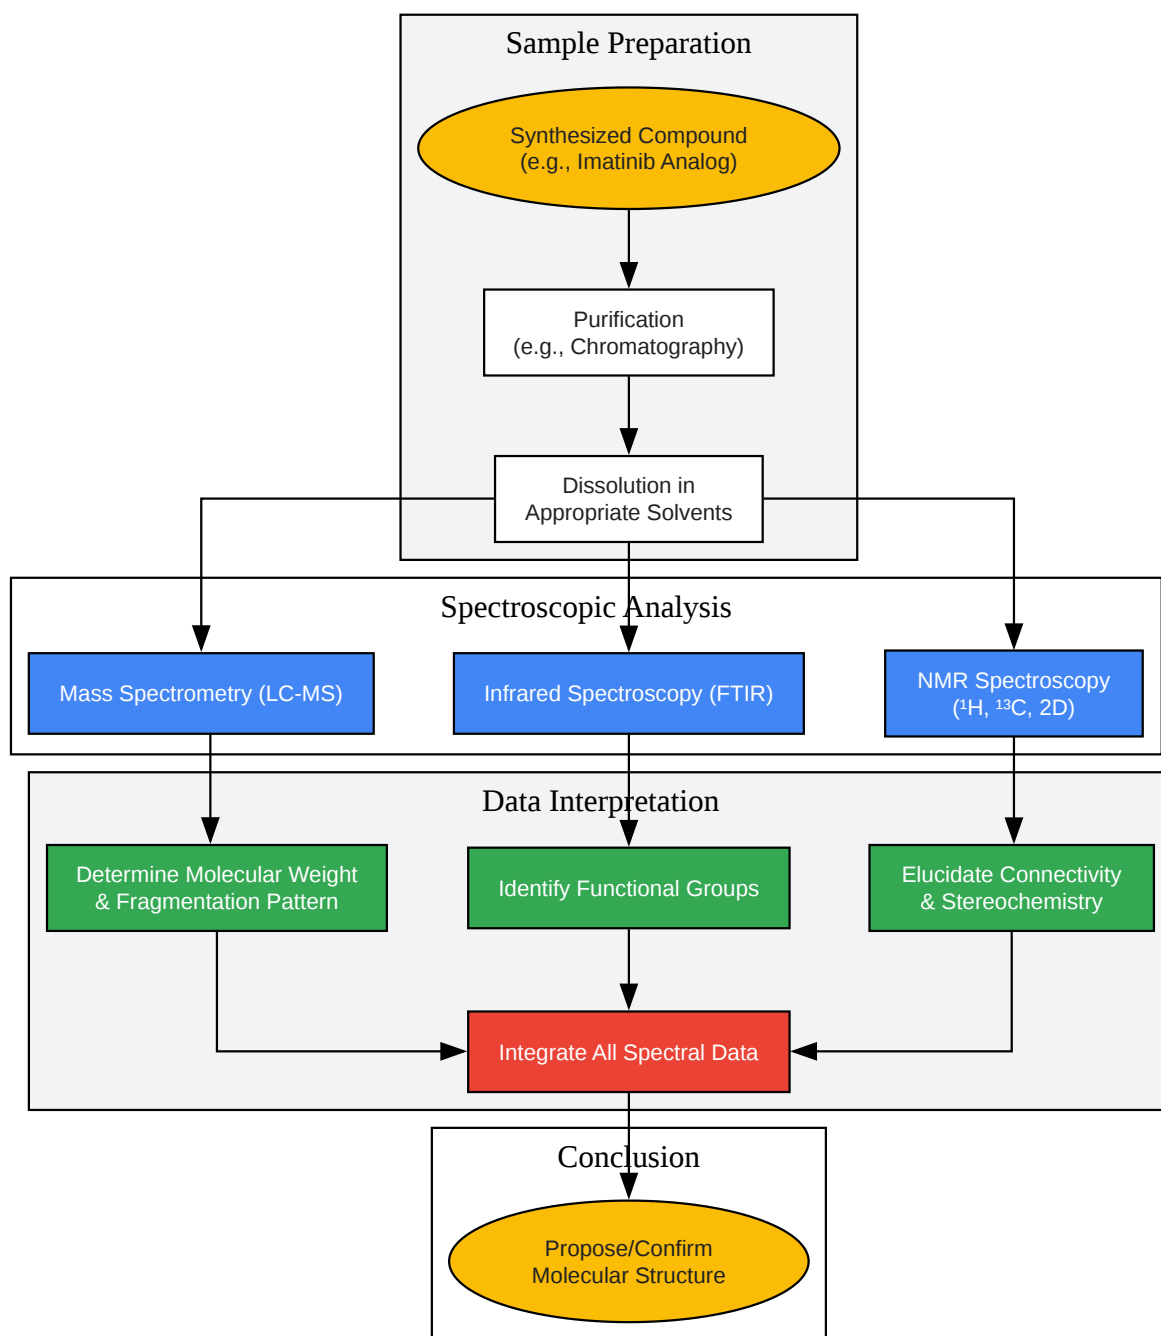 Sample Preparation
Synthesized Compound
(e.g., Imatinib Analog)
Purification
(e.g., Chromatography)
Dissolution in
Appropriate Solvents
Spectroscopic Analysis
Mass Spectrometry (LC-MS)
Infrared Spectroscopy (FTIR)
NMR Spectroscopy
(¹H, ¹³C, 2D)
Data Interpretation
Determine Molecular Weight
& Fragmentation Pattern
Identify Functional Groups
Elucidate Connectivity
& Stereochemistry
Integrate All Spectral Data
Conclusion
Propose/Confirm
Molecular Structure